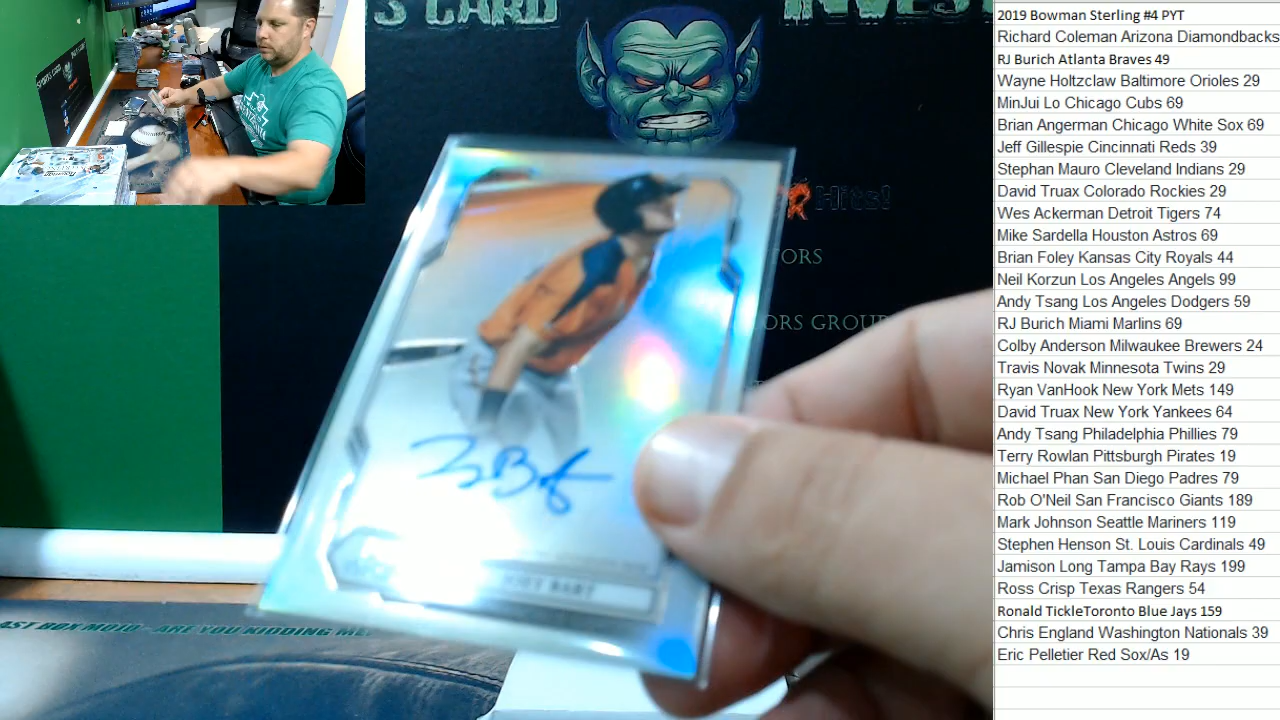 S CARD INVES
Hits!
TORS
ORS GROUP
JOEY BART
AST BOX MOJO—ARE YOU KIDDING ME
2019 Bowman Sterling #4 PYT
Richard Coleman Arizona Diamondbacks
RJ Burich Atlanta Braves 49
Wayne Holtzclaw Baltimore Orioles 29
MinJui Lo Chicago Cubs 69
Brian Angerman Chicago White Sox 69
Jeff Gillespie Cincinnati Reds 39
Stephan Mauro Cleveland Indians 29
David Truax Colorado Rockies 29
Wes Ackerman Detroit Tigers 74
Mike Sardella Houston Astros 69
Brian Foley Kansas City Royals 44
Neil Korzun Los Angeles Angels 99
Andy Tsang Los Angeles Dodgers 59
RJ Burich Miami Marlins 69
Colby Anderson Milwaukee Brewers 24
Travis Novak Minnesota Twins 29
Ryan VanHook New York Mets 149
David Truax New York Yankees 64
Andy Tsang Philadelphia Phillies 79
Terry Rowlan Pittsburgh Pirates 19
Michael Phan San Diego Padres 79
Rob O'Neil San Francisco Giants 189
Mark Johnson Seattle Mariners 119
Stephen Henson St. Louis Cardinals 49
Jamison Long Tampa Bay Rays 199
Ross Crisp Texas Rangers 54
Ronald TickleToronto Blue Jays 159
Chris England Washington Nationals 39
Eric Pelletier Red Sox/As 19